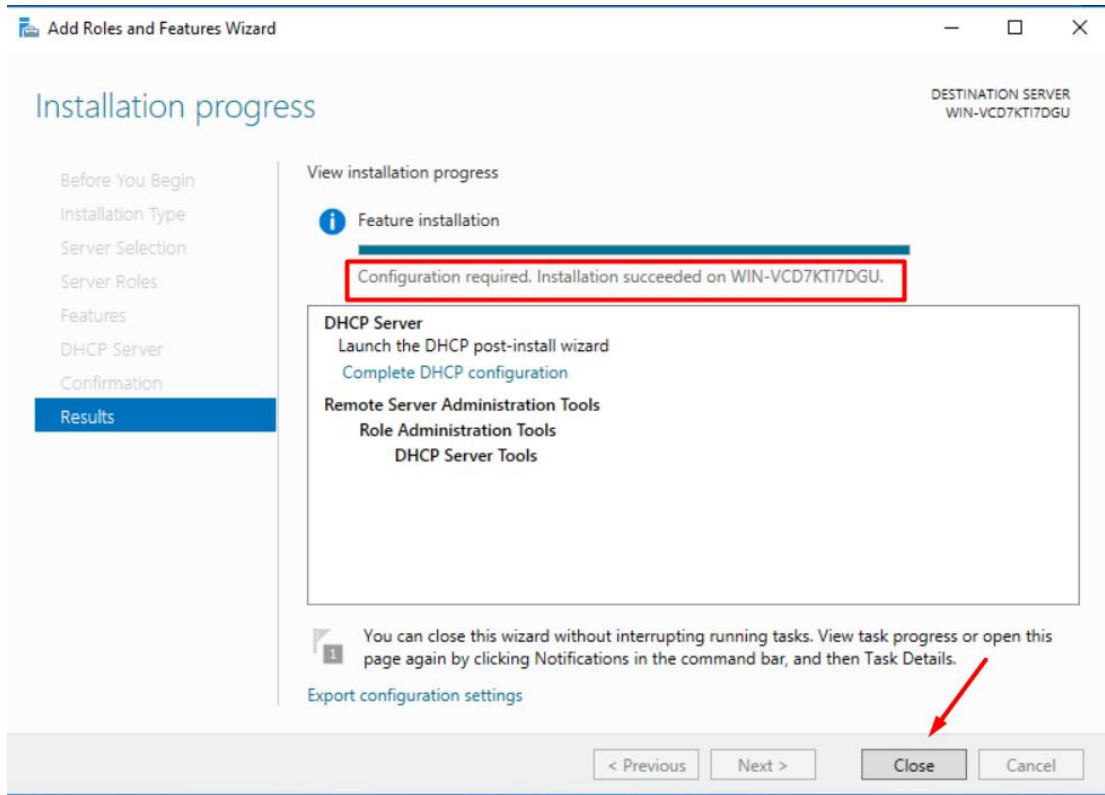 Add Roles and Features Wizard
Installation progress
DESTINATION SERVER
WIN-VCD7KTI7DGU
Before You Begin
Installation Type
Server Selection
Server Roles
Features
DHCP Server
Confirmation
Results
View installation progress
Feature installation
Configuration required. Installation succeeded on WIN-VCD7KTI7DGU.
DHCP Server
Launch the DHCP post-install wizard
Complete DHCP configuration
Remote Server Administration Tools
Role Administration Tools
DHCP Server Tools
1
You can close this wizard without interrupting running tasks. View task progress or open this
page again by clicking Notifications in the command bar, and then Task Details.
Export configuration settings
< Previous
Next >
Close
Cancel